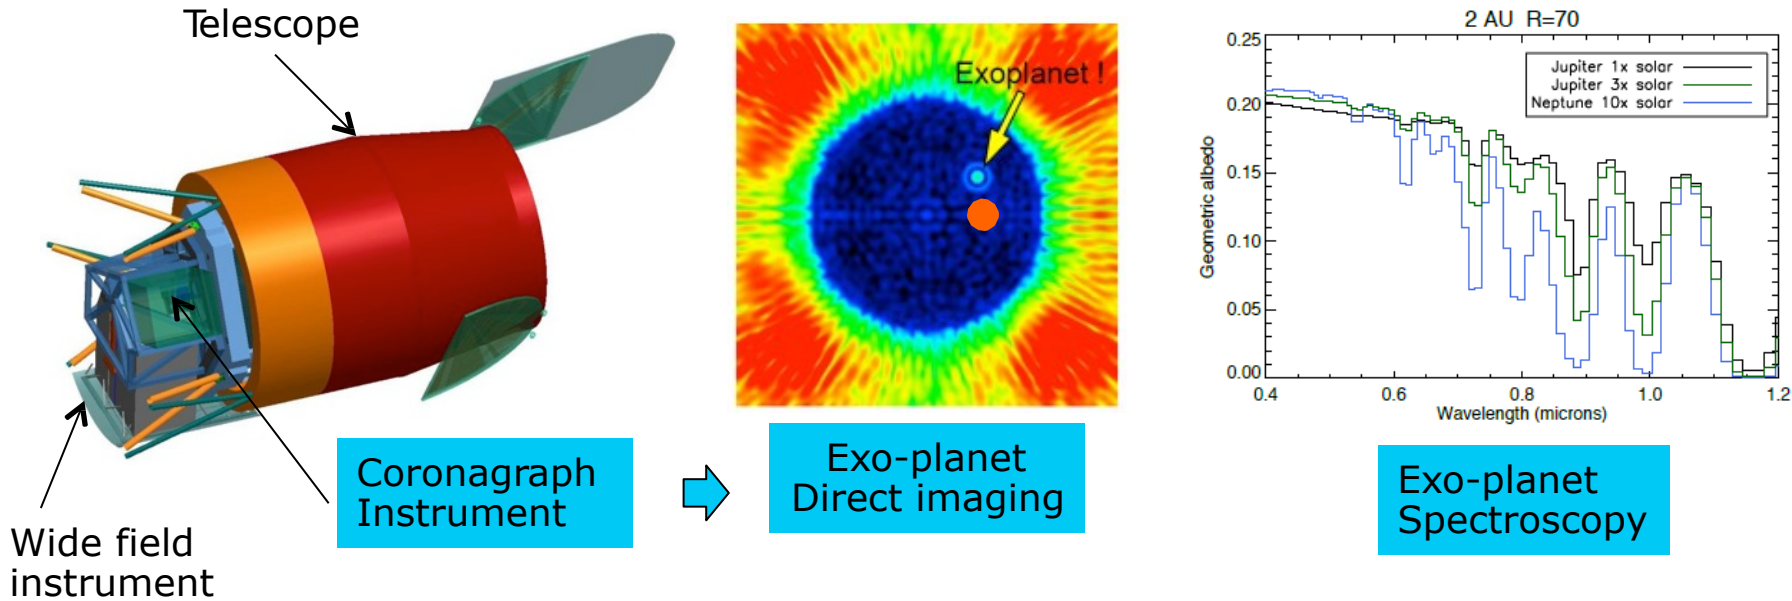 Telescope
Wide field
instrument
Coronagraph
Instrument
Exoplanet !
Exo-planet
Direct imaging
2 AU  R=70
Jupiter 1x solar
Jupiter 3x solar
Neptune 10x solar
Geometric albedo
0.25
0.20
0.15
0.10
0.05
0.00
0.4
0.6
0.8
1.0
1.2
Wavelength (microns)
Exo-planet
Spectroscopy